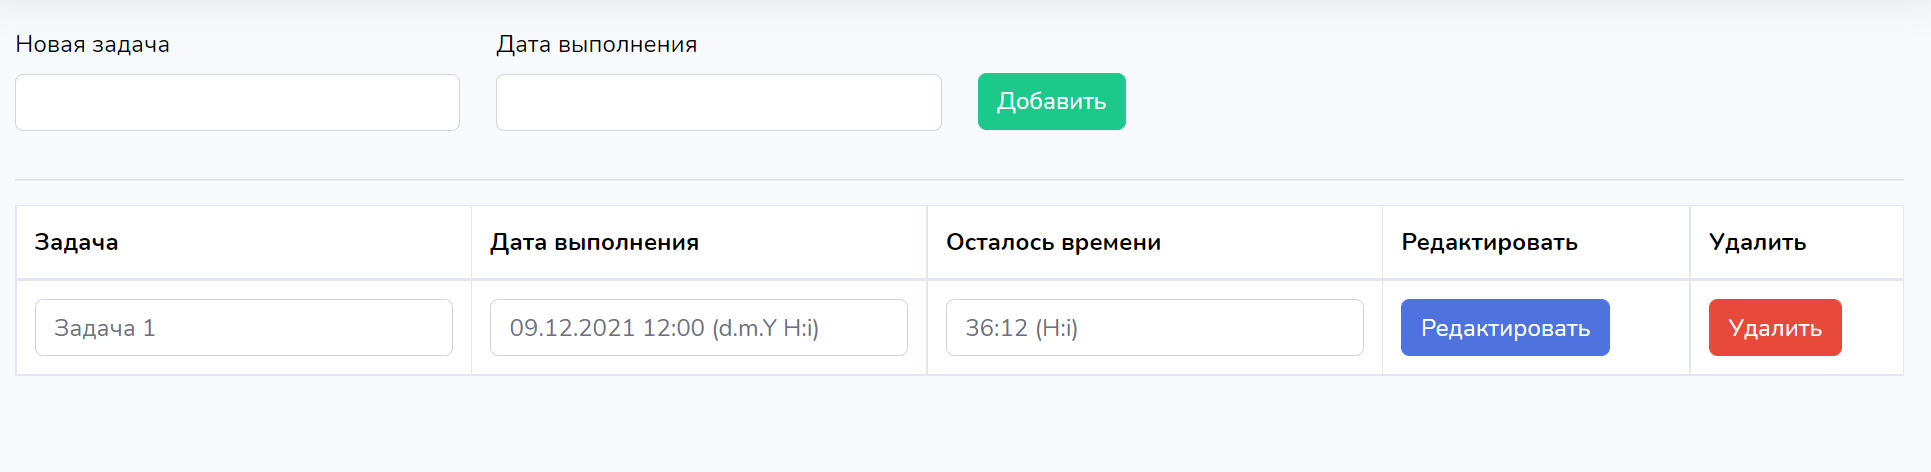 Новая задача Дата выполнения
Добавить
Задача Дата выполнения Осталось времени Редактировать Удалить
Задача 1 09.12.2021 12:00 (d.m.Y H:i) 36:12 (H:i) Редактировать Удалить